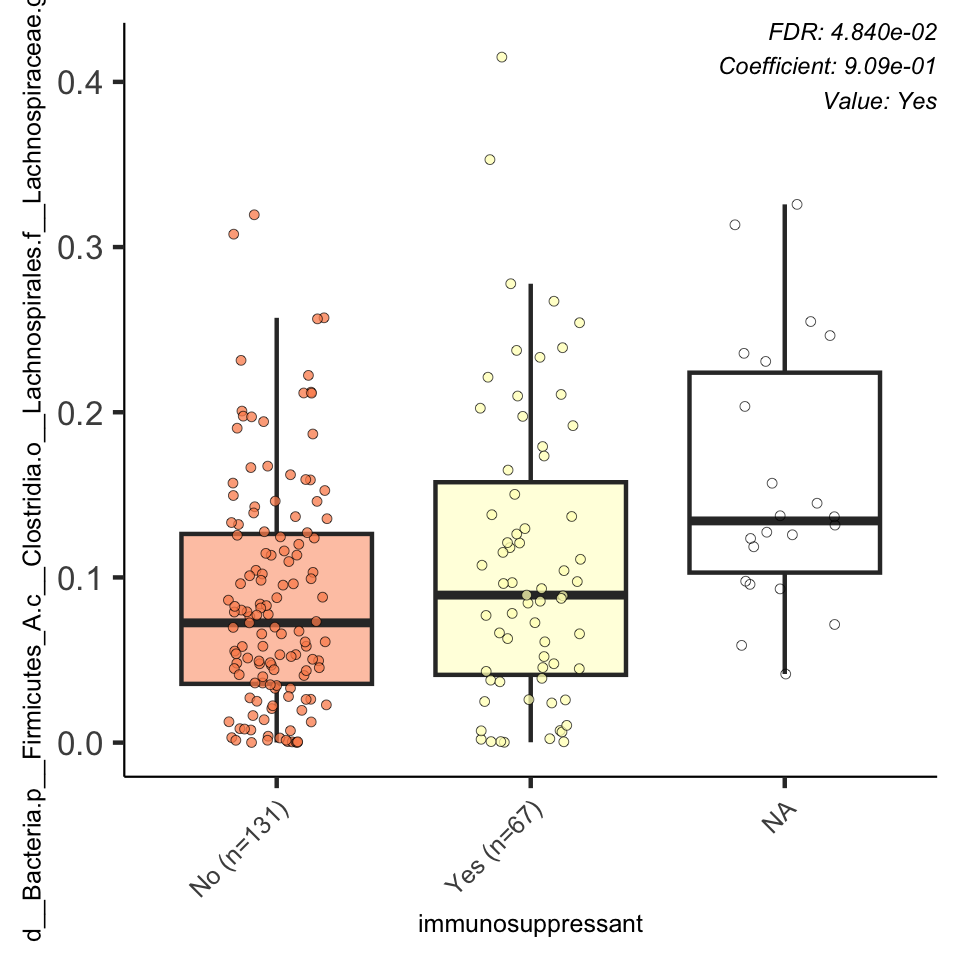 FDR: 4.840e-02
Coefficient: 9.09e-01
Value: Yes
d__Bacteria.p__Firmicutes_A.c__Clostridia.o__Lachnospirales.f__Lachnospiraceae.g
0.4
0.3
0.2
0.1
0.0
No (n=131)
Yes (n=67)
NA
immunosuppressant